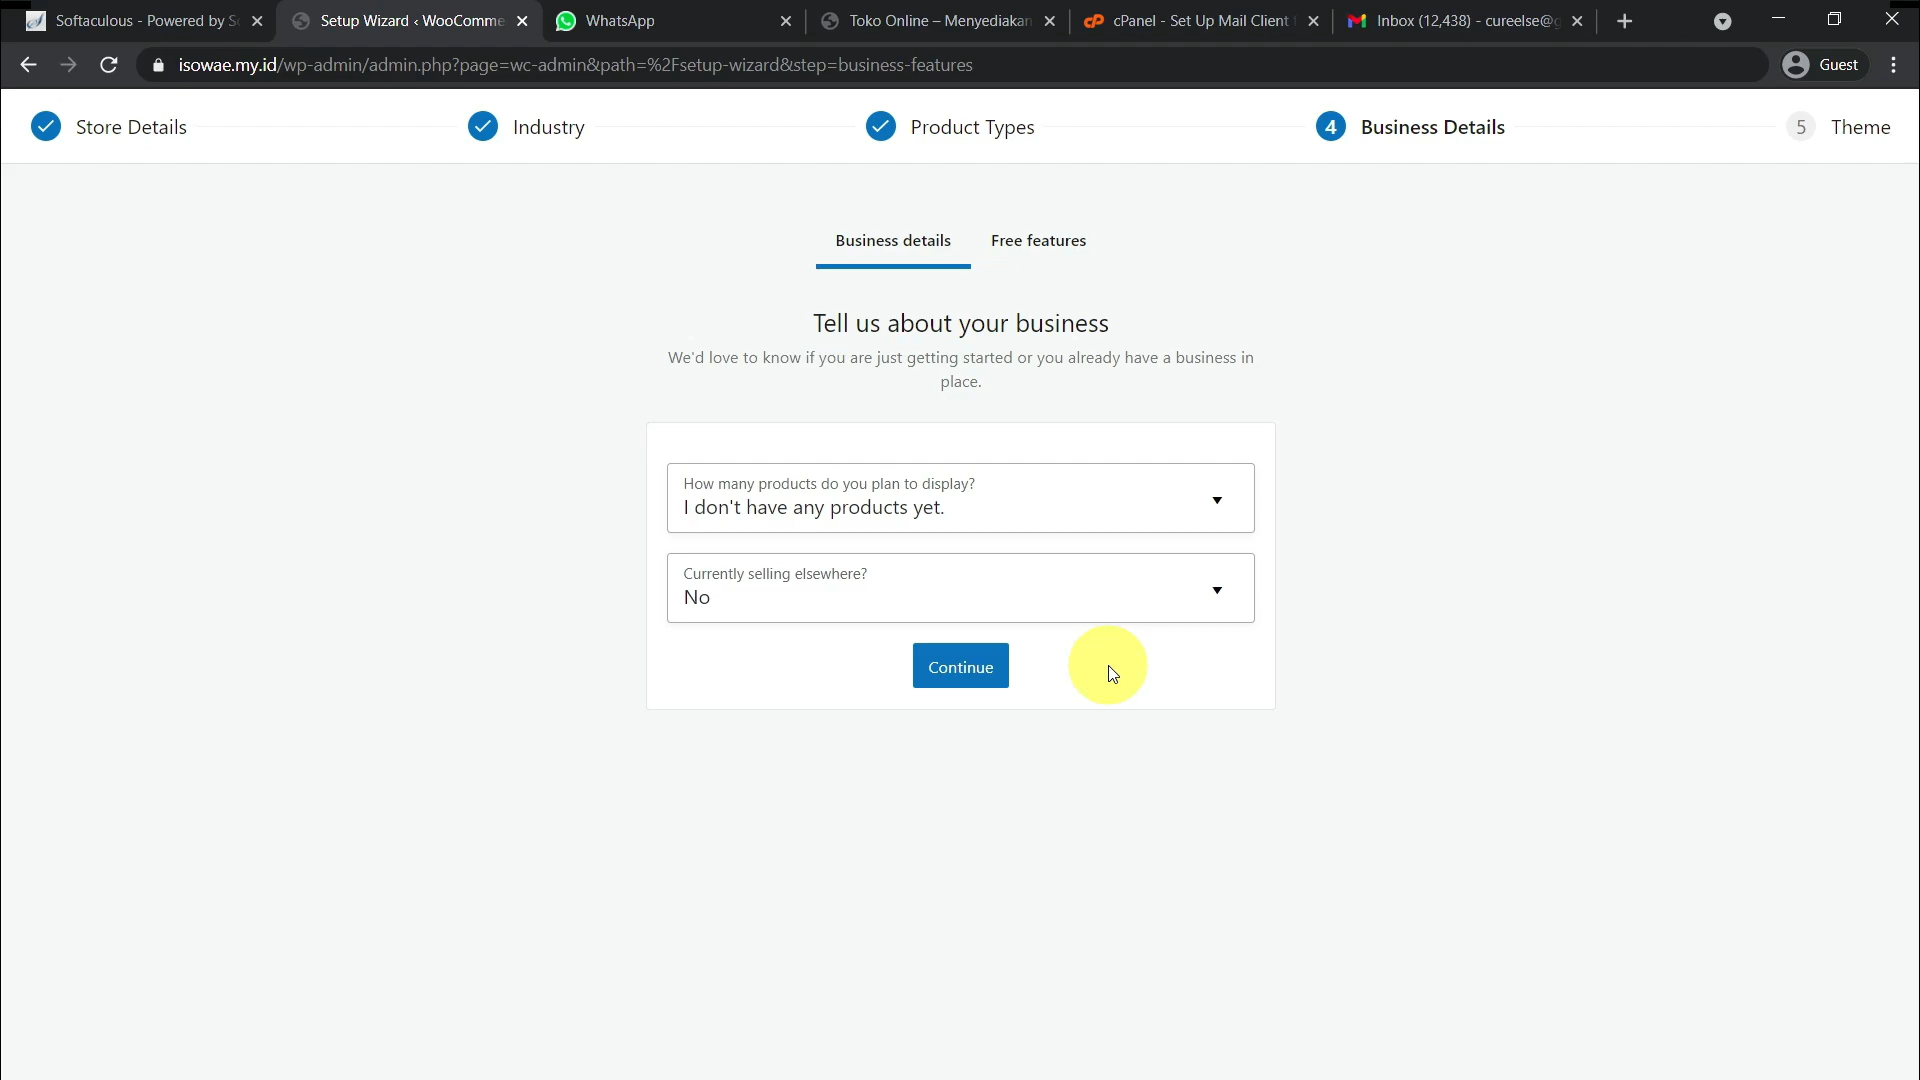 Softaculous - Powered by S
Setup Wizard ‹ WooComme
WhatsApp
Toko Online – Menyediakan
cPanel - Set Up Mail Client
Inbox (12,438) - cureelse@g
isowae.my.id/wp-admin/admin.php?page=wc-admin&path=%2Fsetup-wizard&step=business-features
Guest
Store Details
Industry
Product Types
4 Business Details
5 Theme
Business details
Free features
Tell us about your business
We'd love to know if you are just getting started or you already have a business in
place.
How many products do you plan to display?
I don't have any products yet.
Currently selling elsewhere?
No
Continue